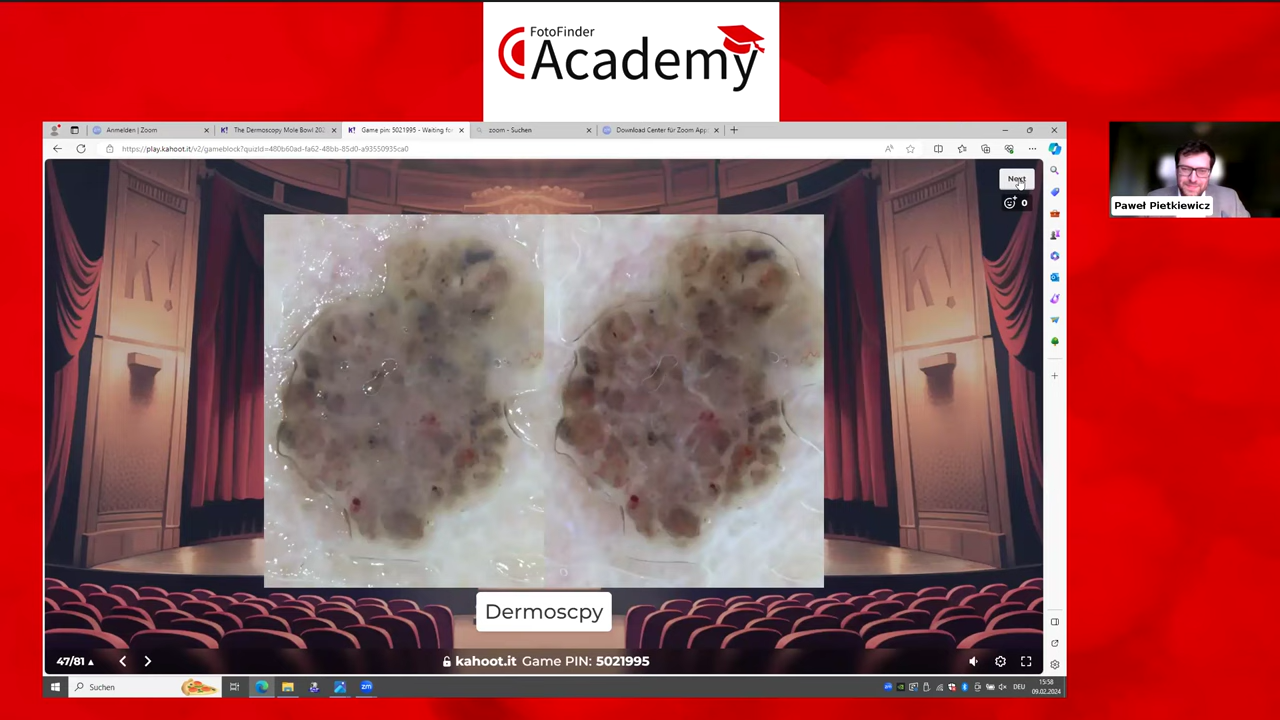 FotoFinder
Academy
Anmelden | Zoom
The Dermoscopy Mole Bowl 202
Game pin: 5021995 - Waiting for
zoom - Suchen
Download Center für Zoom App
https://play.kahoot.it/v2/gameblock?quizId=480b60ad-fa62-48bb-85d0-a93550935ca0
Next
0
K!
K!
Paweł Pietkiewicz
Dermoscpy
47/81
kahoot.it Game PIN: 5021995
Suchen
DEU
15:58
09.02.2024